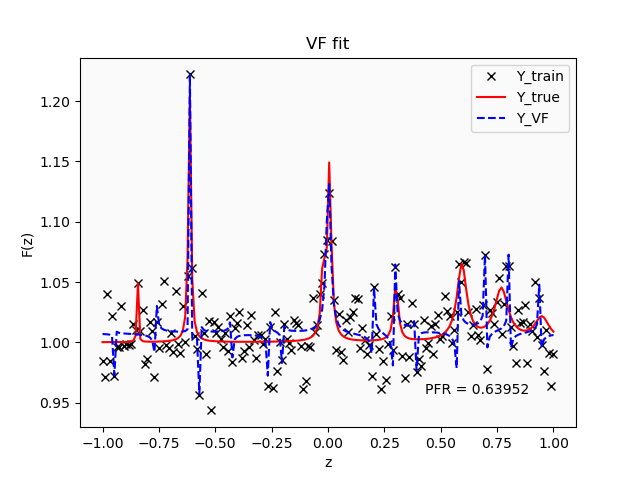 VF fit
Y_train
Y_true
Y_VF
1.20
1.15
1.10
1.05
1.00
0.95
F(z)
PFR = 0.63952
−1.00 −0.75 −0.50 −0.25 0.00 0.25 0.50 0.75 1.00
z